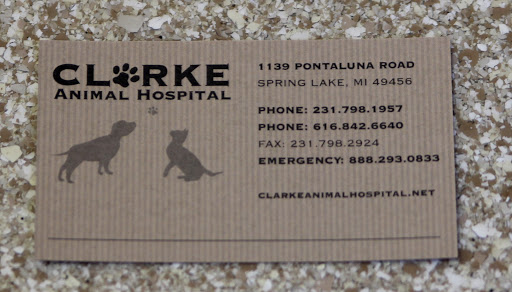 CLARKE
ANIMAL HOSPITAL
1139 PONTALUNA ROAD
SPRING LAKE, MI 49456
PHONE: 231.798.1957
PHONE: 616.842.6640
FAX: 231.798.2924
EMERGENCY: 888.293.0833
CLARKEANIMALHOSPITAL.NET